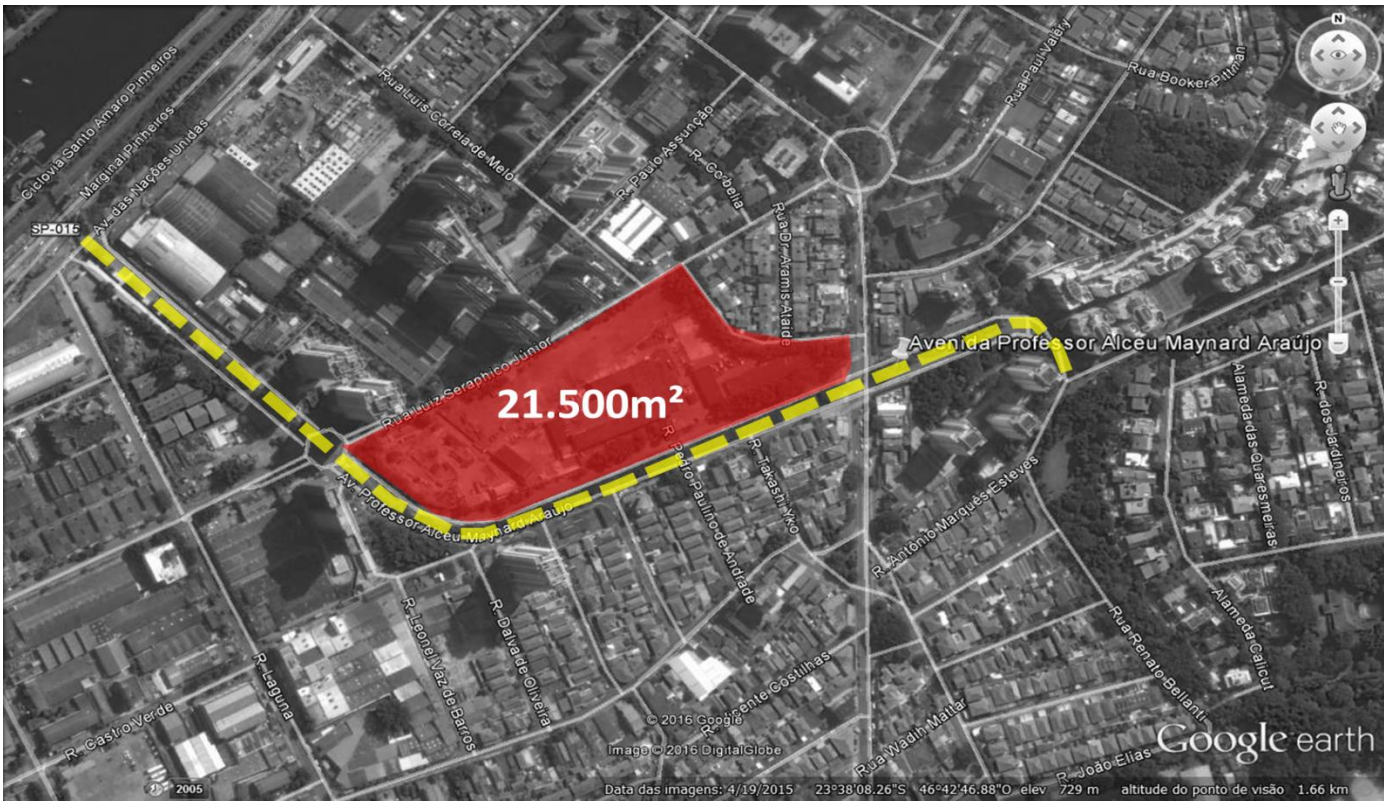 N
Rua Booker Pittman
Rua Paul Valéry
Rua Luís Correia de Melo
R. Paulo Assunção
R. Corbelia
Ciclovia Santo Amaro Pinheiros
Marginal Pinheiros
Av. das Nações Unidas
SP-015
Rua Dr. Aramis Ataide
Avenida Professor Alceu Maynard Araújo
Rua Luiz Seraphico Júnior
21.500m²
Alameda das Quaresmeiras
R. dos Jardineiros
R. Pedro Paulino de Andrade
R. Takashi Yko
Av. Professor Alceu Maynard Araujo
R. Antônio Marquês Esteves
R. Leonel Vaz de Barros
R. Dalva de Oliveira
R. Laguna
R. Castro Verde
Alameda Calicut
Rua Renato Bellanti
R. Vicente Costilhas
Rua Wadih Mattar
R. João Elias
© 2016 Google
Image © 2016 DigitalGlobe
Google earth
2005
Data das imagens: 4/19/2015 23°38'08.26"S 46°42'46.88"O elev 729 m altitude do ponto de visão 1.66 km